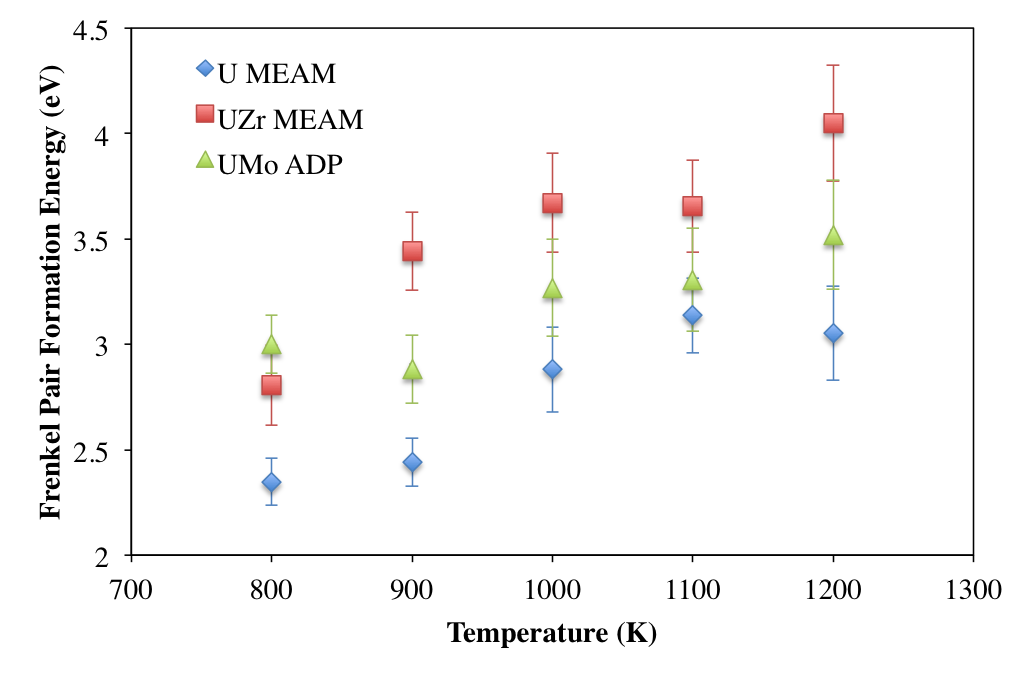 4.5
4
3.5
3
2.5
2
Frenkel Pair Formation Energy (eV)
U MEAM
UZr MEAM
UMo ADP
700 800 900 1000 1100 1200 1300
Temperature (K)